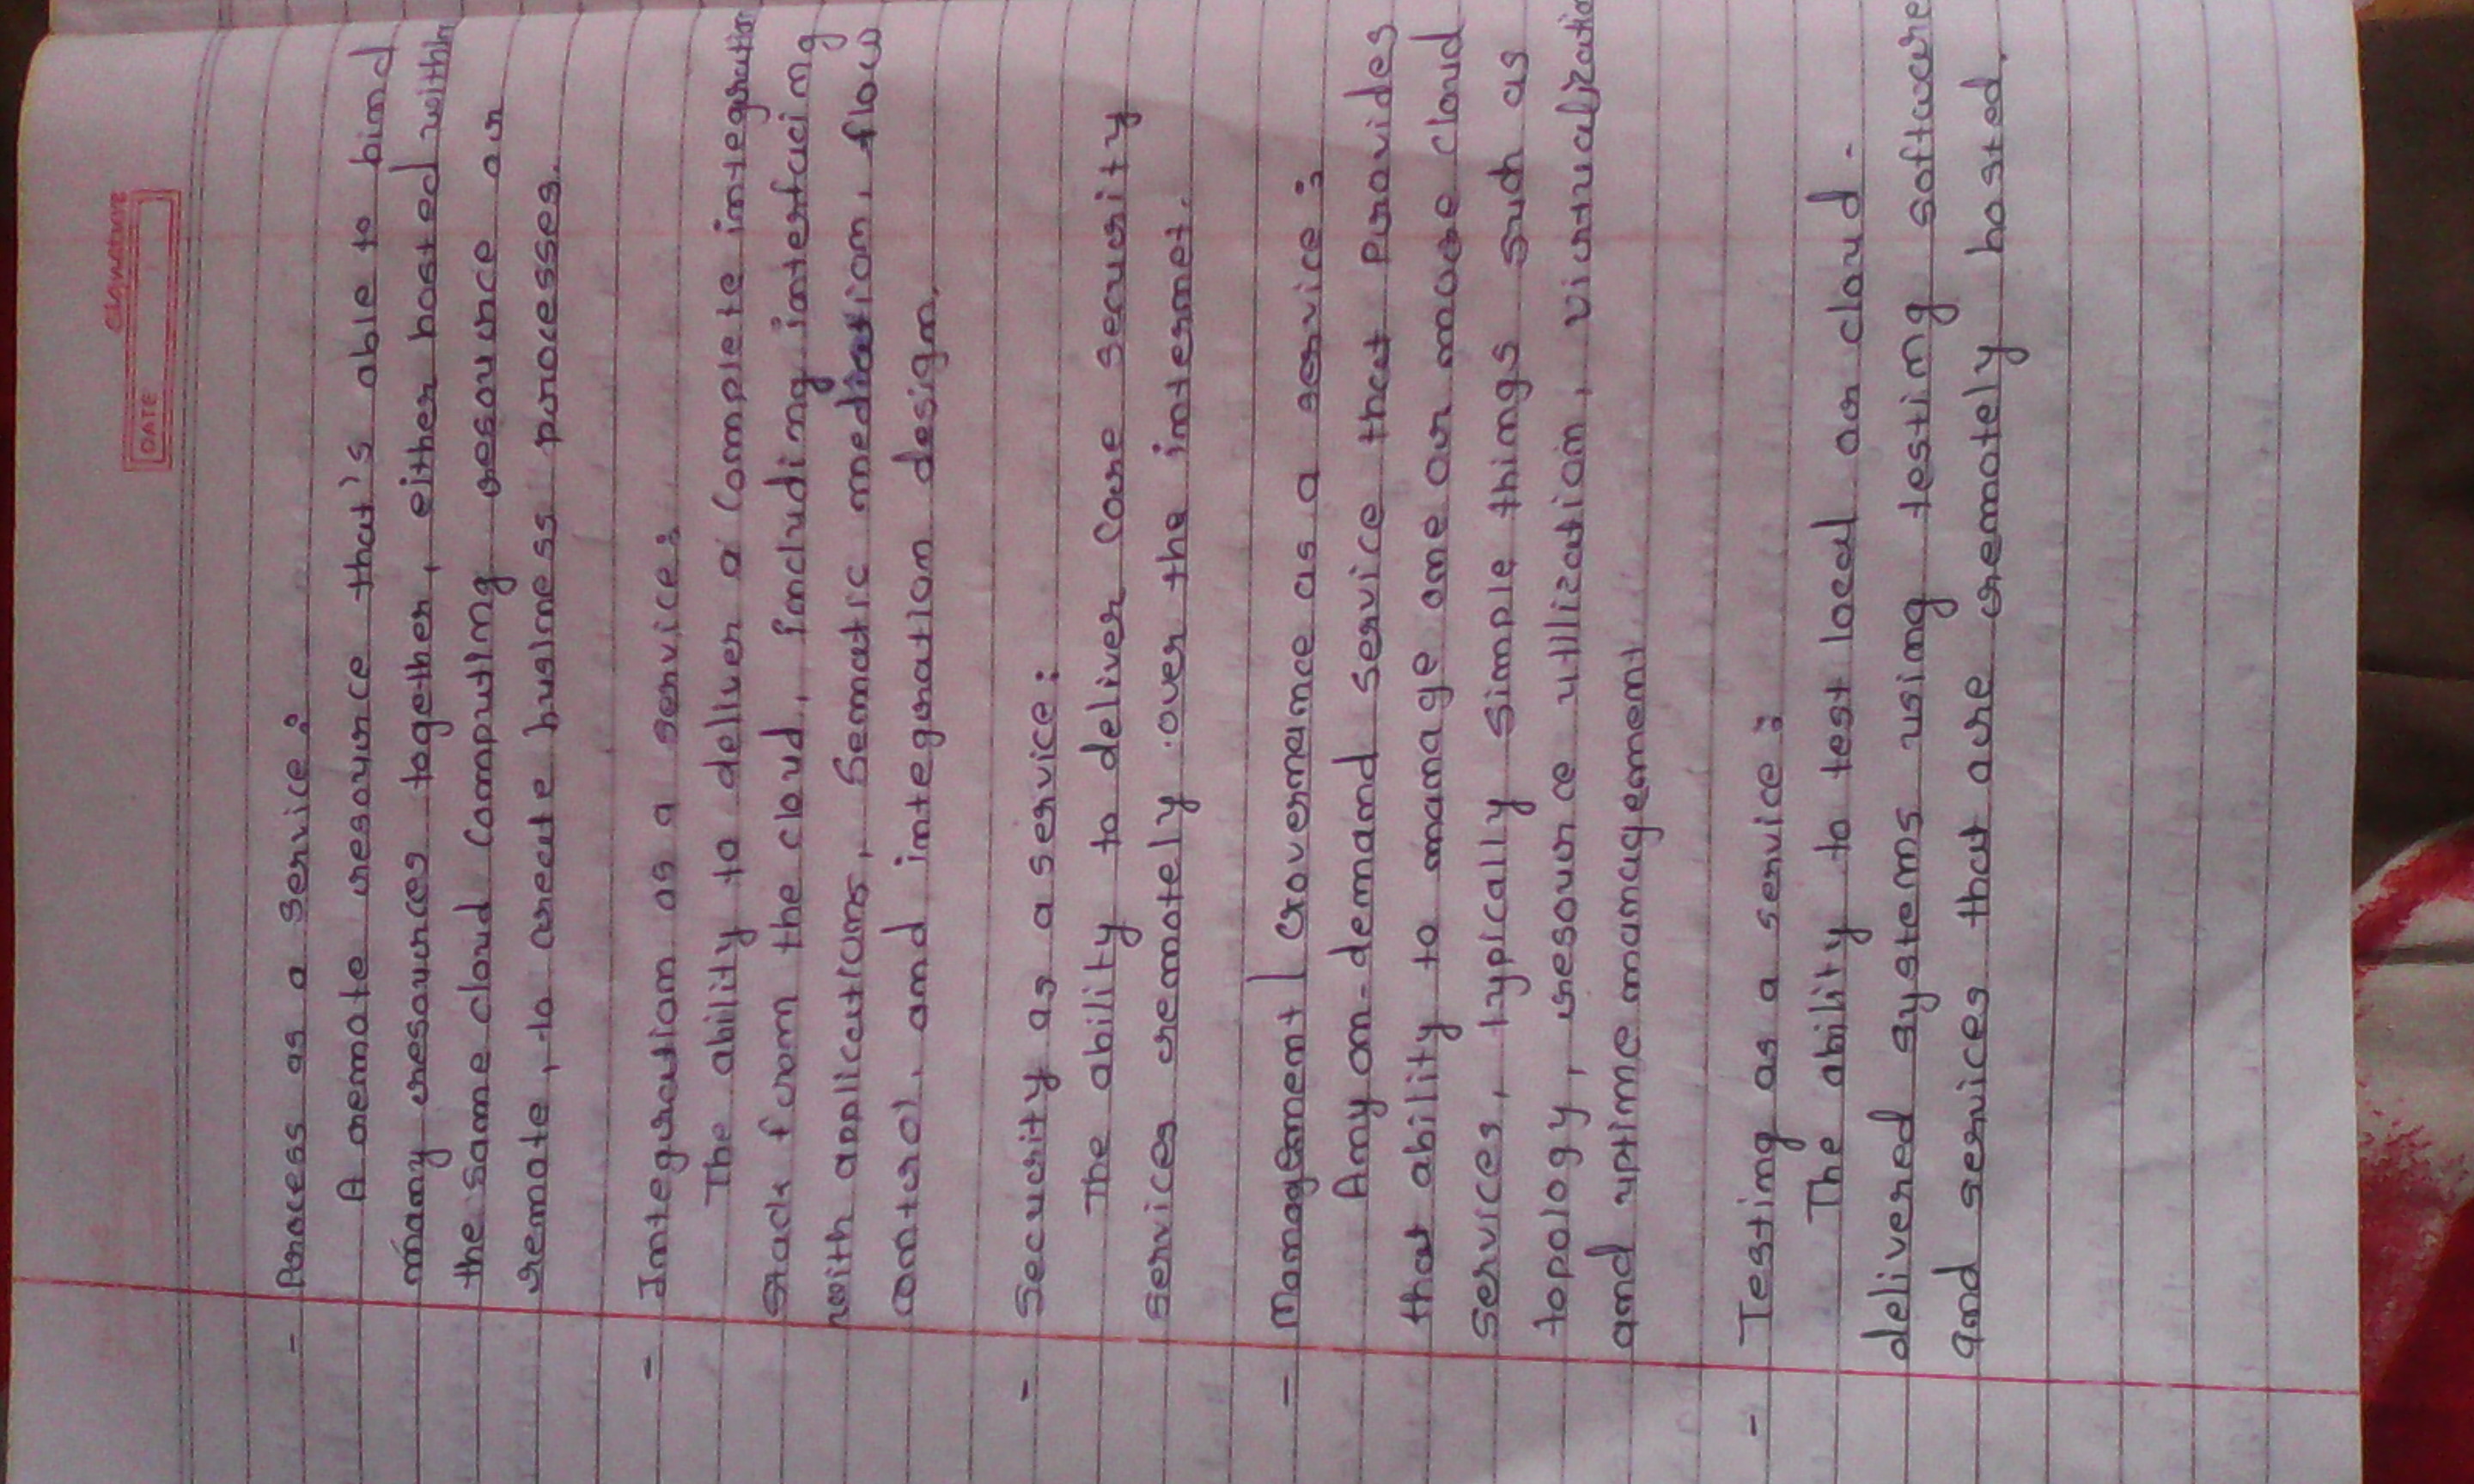 Signature
DATE
- Process as a Service :
A remote resource that's able to bind
many resources together, either hosted within
the same cloud computing resource or
remote, to create business processes.
- Integration as a service :
The ability to deliver a complete integration
stack from the cloud, including interfacing
with applications, Sematic mediation, flow
control, and integration design.
- Security as a service :
The ability to deliver core security
services remotely over the internet.
- Management | Governance as a service :
Any on-demand service that provides
that ability to manage one or more cloud
services, typically simple things such as
topology, resource utilization, virtualizatio
and uptime management
- Testing as a service :
The ability to test local or cloud -
delivered systems using testing software
and services that are remotely hosted.